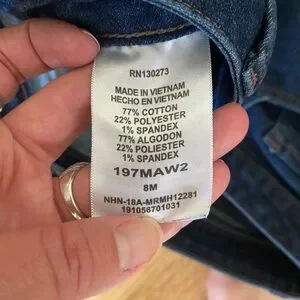 RN130273
MADE IN VIETNAM
HECHO EN VIETNAM
77% COTTON
22% POLYESTER
1% SPANDEX
77% ALGODON
22% POLIESTER
1% SPANDEX
197MAW2
8M
NHN-18A-MRMH12281
191056701031